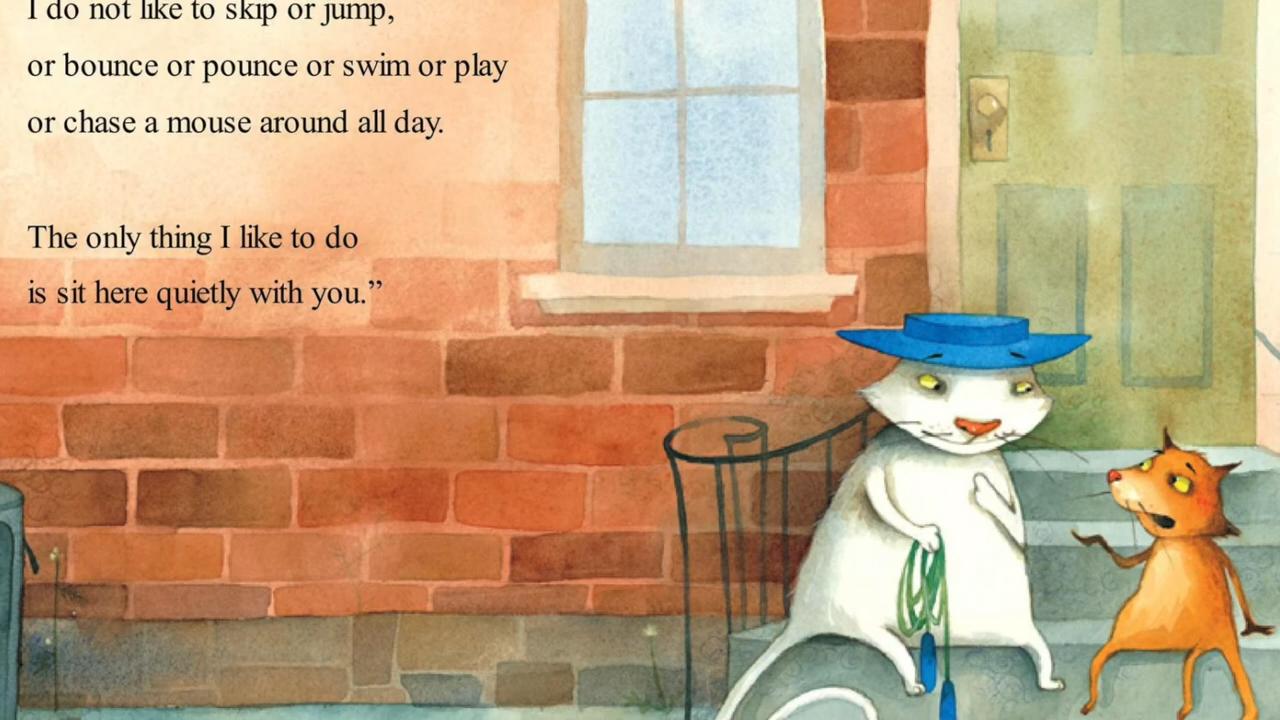 I do not like to skip or jump,
or bounce or pounce or swim or play
or chase a mouse around all day.
The only thing I like to do
is sit here quietly with you.”